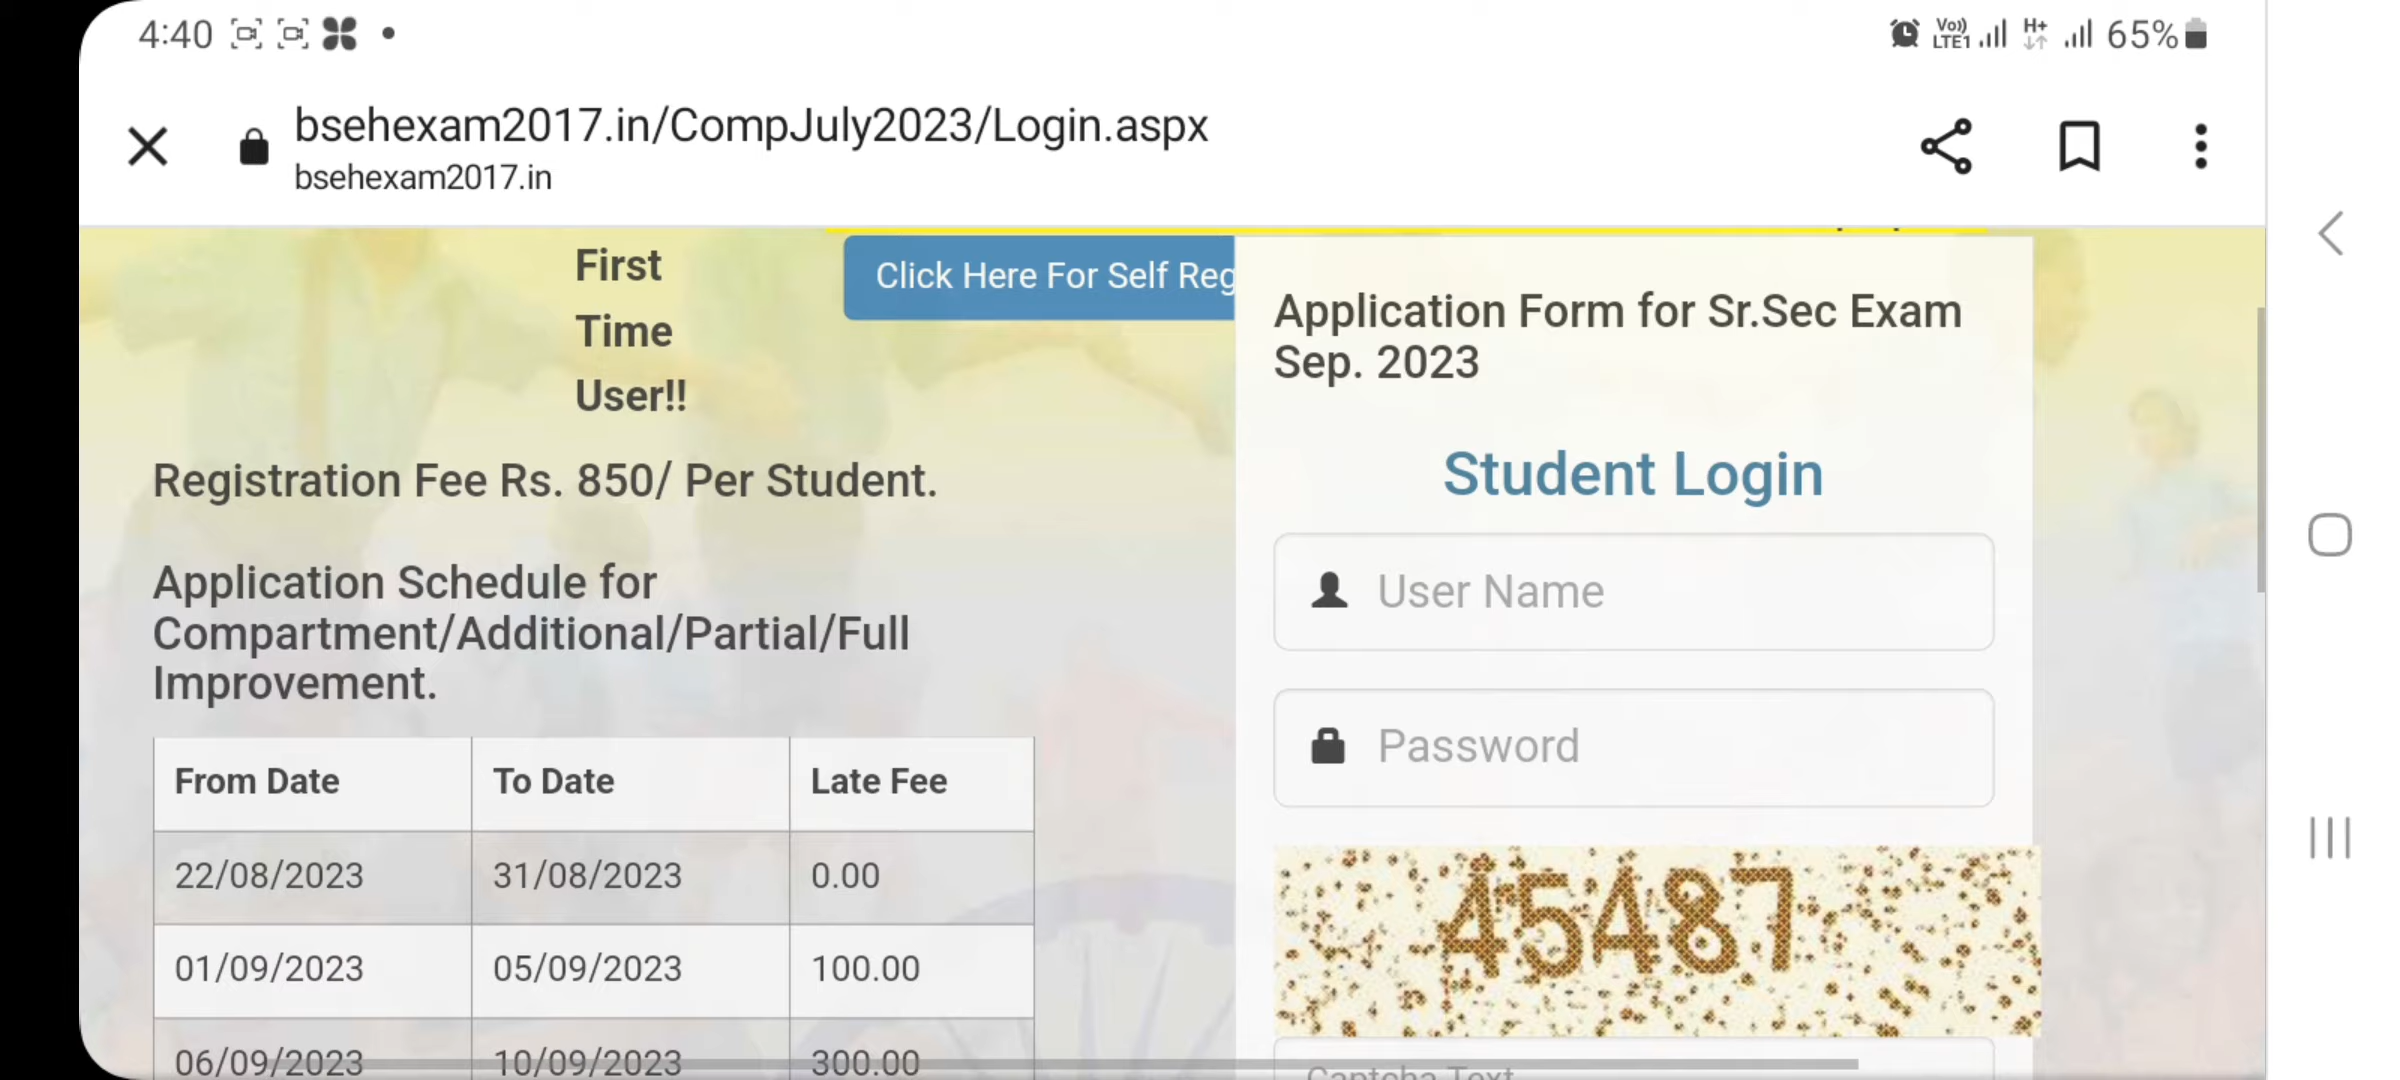 4:40
Vo)) LTE1 H+ 65%
bsehexam2017.in/CompJuly2023/Login.aspx
bsehexam2017.in
First
Time
User!!
Click Here For Self Reg
Registration Fee Rs. 850/ Per Student.
Application Schedule for
Compartment/Additional/Partial/Full
Improvement.
From Date To Date Late Fee
22/08/2023 31/08/2023 0.00
01/09/2023 05/09/2023 100.00
06/09/2023 10/09/2023 300.00
Application Form for Sr.Sec Exam
Sep. 2023
Student Login
User Name
Password
45487
Captcha Text